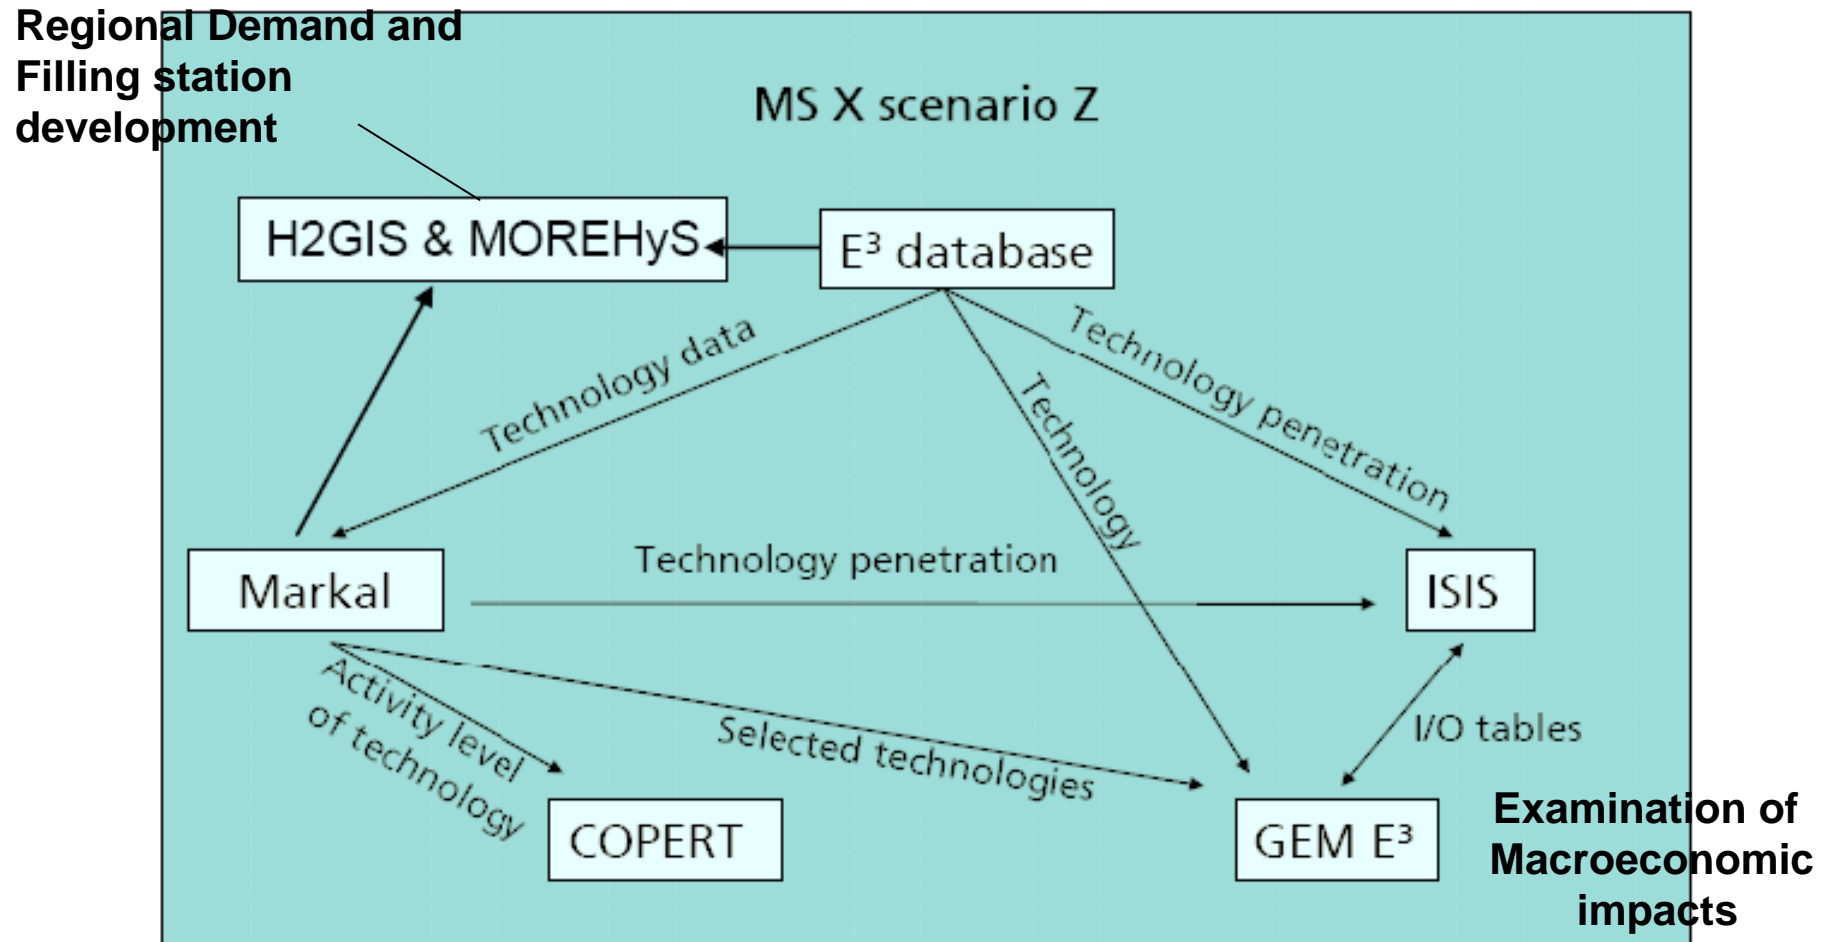 Regional Demand and
Filling station
development
MS X scenario Z
H2GIS & MOREHyS
E³ database
Technology data
Technology penetration
Technology
Technology penetration
Markal
ISIS
Activity level
of technology
Selected technologies
I/O tables
COPERT
GEM E³
Examination of
Macroeconomic
impacts